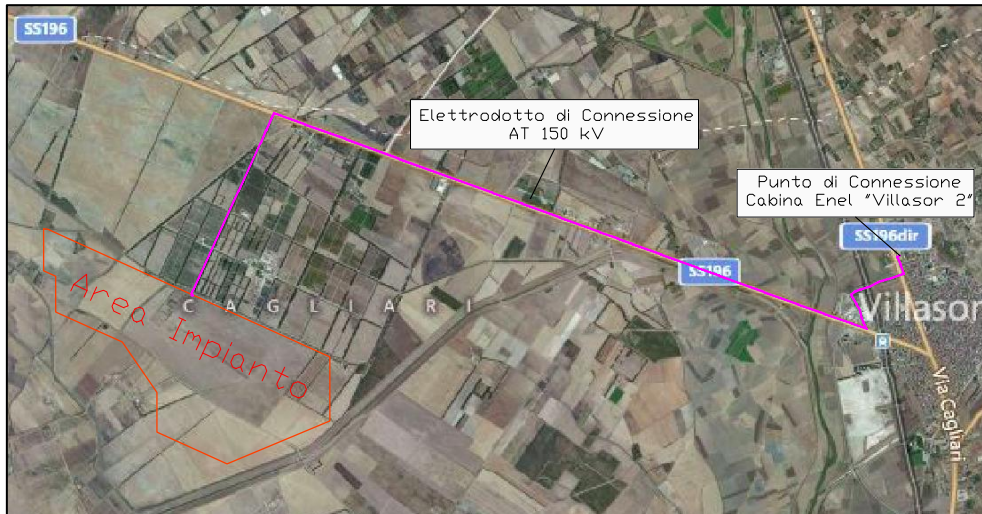 SS196
Elettrodotto di Connessione
AT 150 kV
Punto di Connessione
Cabina Enel "Villasor 2"
SS196dir
SS196
Area Impianto
CAGLIARI
Villasor
Via Cagliari